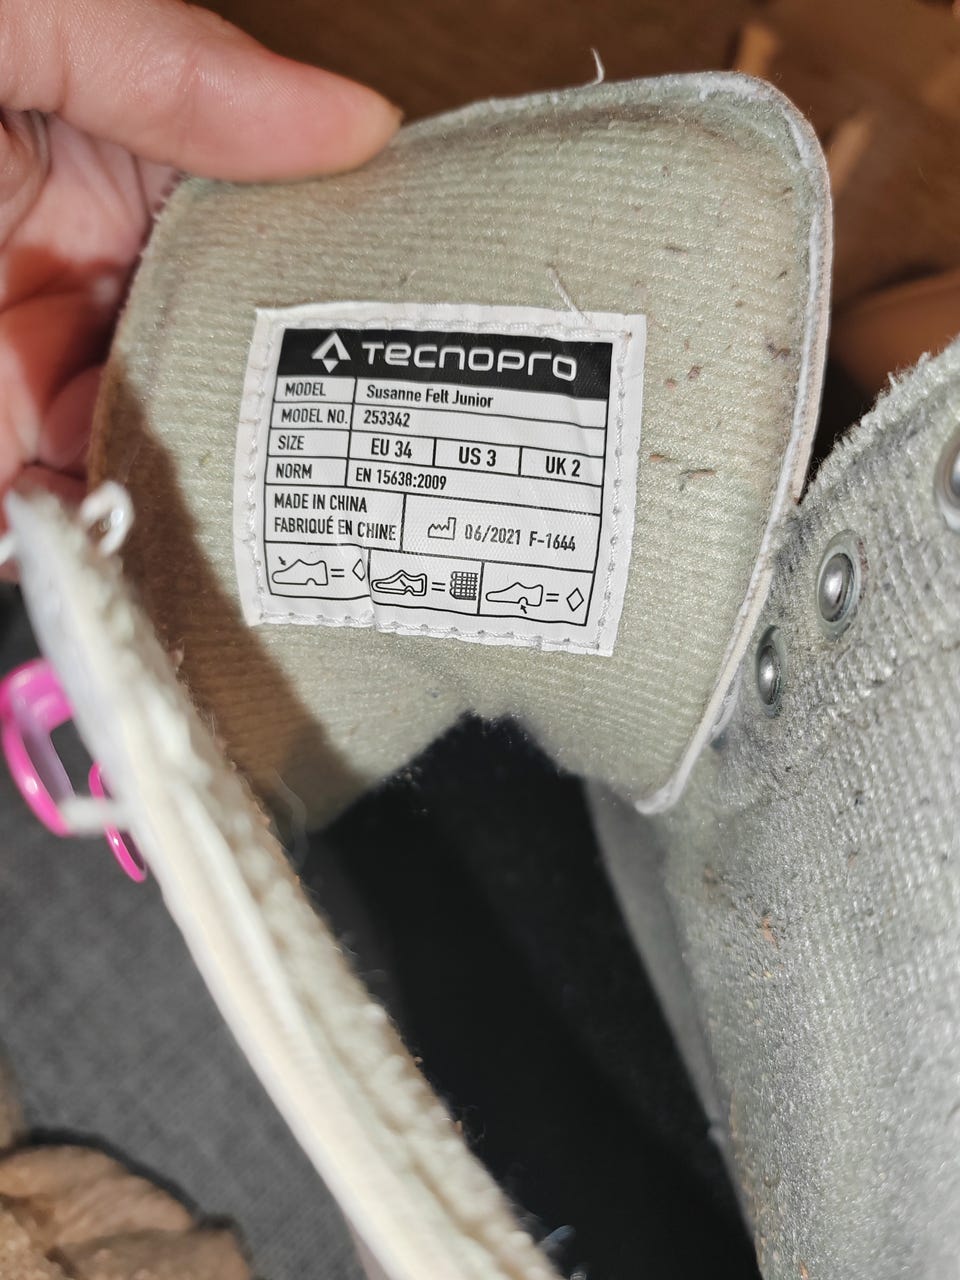 TECNOPRO
MODEL Susanne Felt Junior
MODEL NO. 253342
SIZE EU 34 US 3 UK 2
NORM EN 15638:2009
MADE IN CHINA
FABRIQUÉ EN CHINE
06/2021 F-1644
= =  =